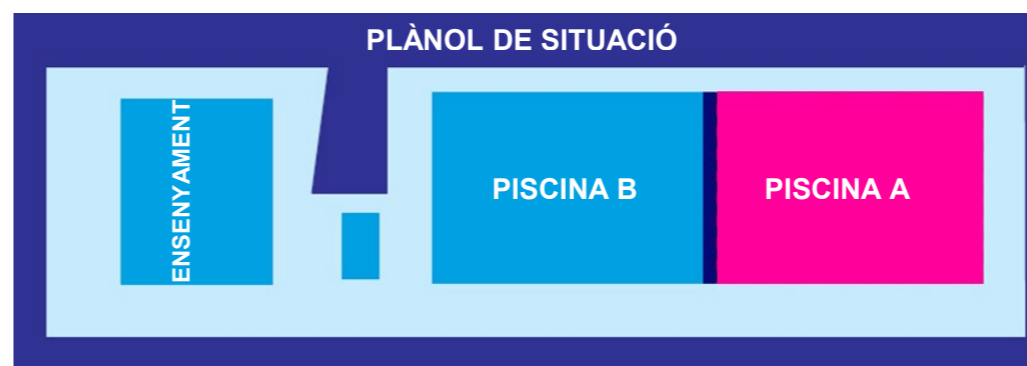 PLÀNOL DE SITUACIÓ
ENSENYAMENT
PISCINA B
PISCINA A